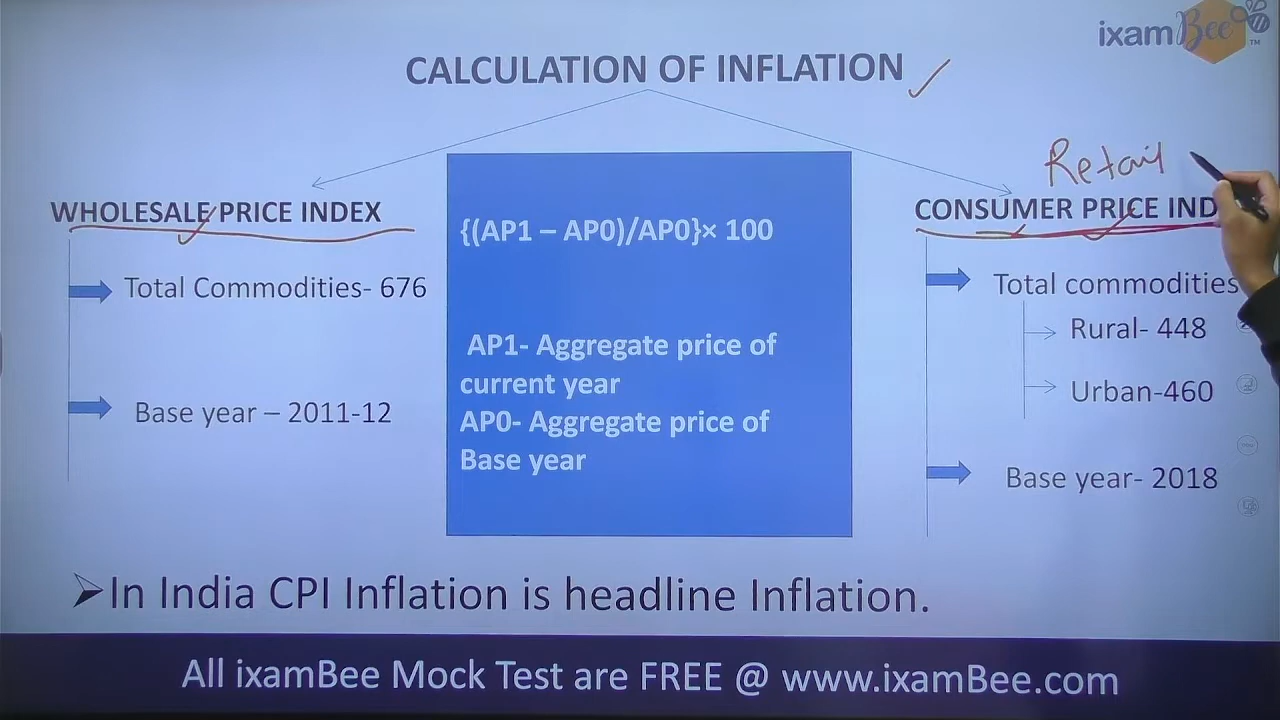 ixamBee™
CALCULATION OF INFLATION
Retail
WHOLESALE PRICE INDEX
Total Commodities- 676
Base year – 2011-12
{(AP1 – AP0)/AP0}× 100
AP1- Aggregate price of
current year
AP0- Aggregate price of
Base year
CONSUMER PRICE IND
Total commodities
Rural- 448
Urban-460
Base year- 2018
In India CPI Inflation is headline Inflation.
All ixamBee Mock Test are FREE @ www.ixamBee.com